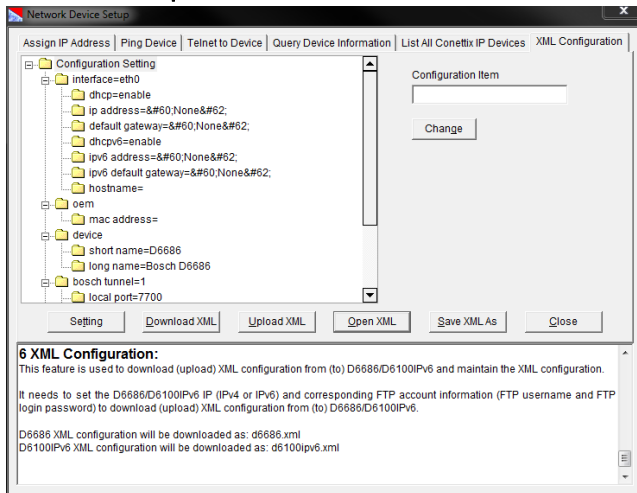 Network Device Setup
x
Assign IP Address
Ping Device
Telnet to Device
Query Device Information
List All Conettix IP Devices
XML Configuration
Configuration Setting
interface=eth0
dhcp=enable
ip address=&#60;None&#62;
default gateway=&#60;None&#62;
dhcpv6=enable
ipv6 address=&#60;None&#62;
ipv6 default gateway=&#60;None&#62;
hostname=
oem
mac address=
device
short name=D6686
long name=Bosch D6686
bosch tunnel=1
local port=7700
Configuration Item
Change
Setting
Download XML
Upload XML
Open XML
Save XML As
Close
6 XML Configuration:
This feature is used to download (upload) XML configuration from (to) D6686/D6100IPv6 and maintain the XML configuration.
It needs to set the D6686/D6100IPv6 IP (IPv4 or IPv6) and corresponding FTP account information (FTP username and FTP
login password) to download (upload) XML configuration from (to) D6686/D6100IPv6.
D6686 XML configuration will be downloaded as: d6686.xml
D6100IPv6 XML configuration will be downloaded as: d6100ipv6.xml